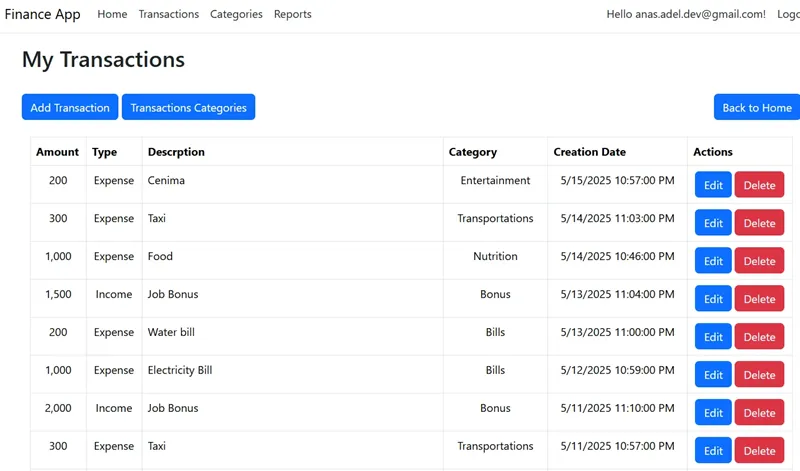 Finance App Home Transactions Categories Reports Hello anas.adel.dev@gmail.com! Logo
My Transactions
Add Transaction Transactions Categories Back to Home
Amount Type Descrption Category Creation Date Actions
200 Expense Cenima Entertainment 5/15/2025 10:57:00 PM Edit Delete
300 Expense Taxi Transportations 5/14/2025 11:03:00 PM Edit Delete
1,000 Expense Food Nutrition 5/14/2025 10:46:00 PM Edit Delete
1,500 Income Job Bonus Bonus 5/13/2025 11:04:00 PM Edit Delete
200 Expense Water bill Bills 5/13/2025 11:00:00 PM Edit Delete
1,000 Expense Electricity Bill Bills 5/12/2025 10:59:00 PM Edit Delete
2,000 Income Job Bonus Bonus 5/11/2025 11:10:00 PM Edit Delete
300 Expense Taxi Transportations 5/11/2025 10:57:00 PM Edit Delete